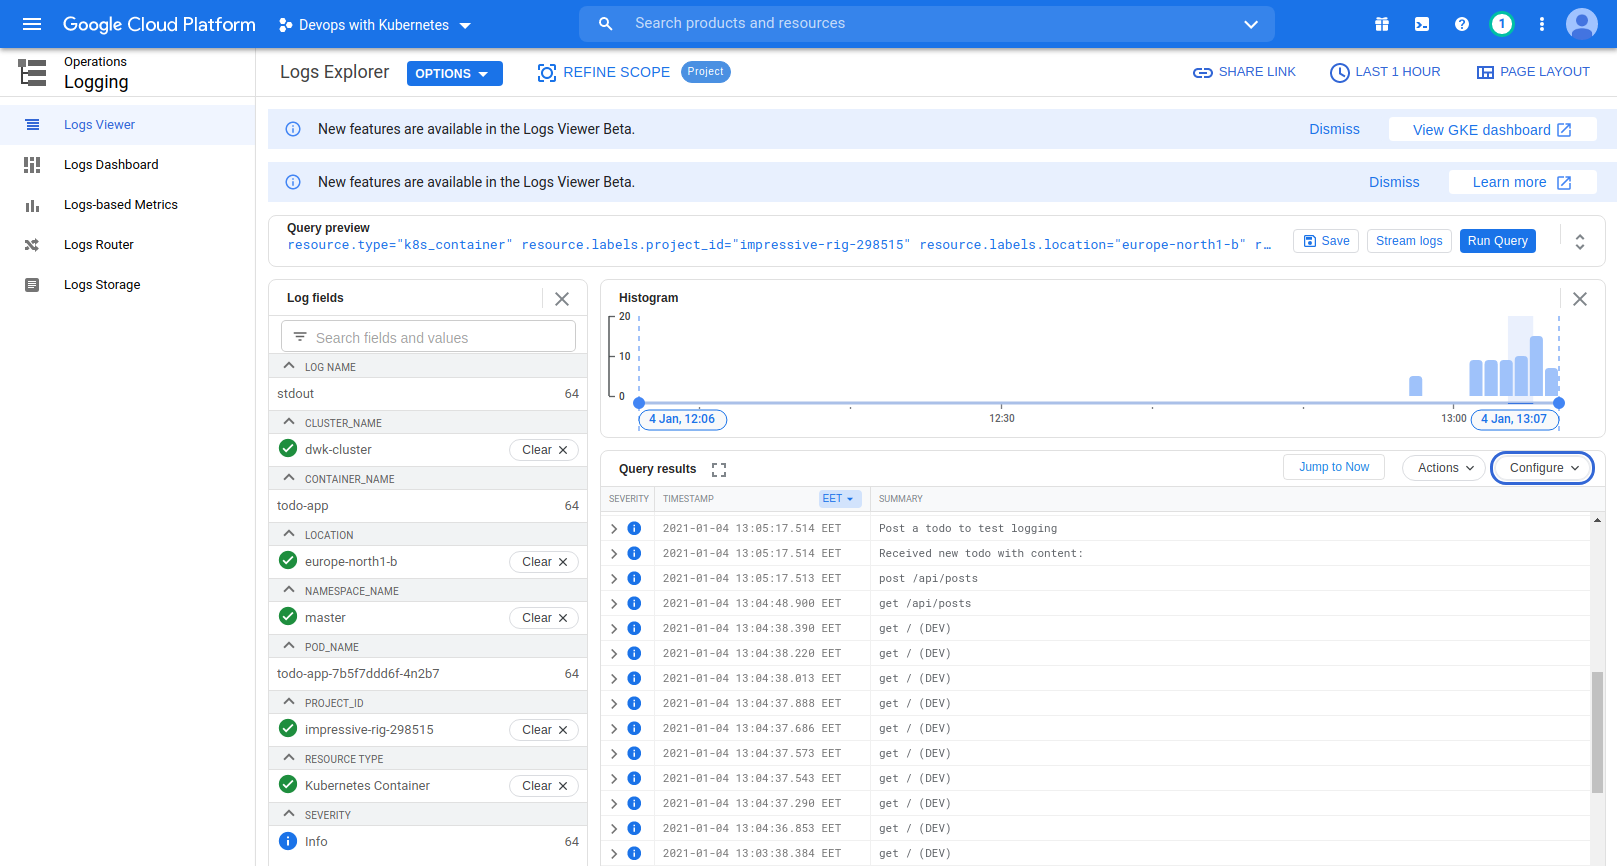 Google Cloud Platform
Devops with Kubernetes
Search products and resources
1
Operations
Logging
Logs Viewer
Logs Dashboard
Logs-based Metrics
Logs Router
Logs Storage
Logs Explorer
OPTIONS
REFINE SCOPE
Project
SHARE LINK
LAST 1 HOUR
PAGE LAYOUT
New features are available in the Logs Viewer Beta.
Dismiss
View GKE dashboard
New features are available in the Logs Viewer Beta.
Dismiss
Learn more
Query preview
resource.type="k8s_container" resource.labels.project_id="impressive-rig-298515" resource.labels.location="europe-north1-b" r…
Save
Stream logs
Run Query
Log fields
Search fields and values
LOG NAME
stdout 64
CLUSTER_NAME
dwk-cluster Clear
CONTAINER_NAME
todo-app 64
LOCATION
europe-north1-b Clear
NAMESPACE_NAME
master Clear
POD_NAME
todo-app-7b5f7ddd6f-4n2b7 64
PROJECT_ID
impressive-rig-298515 Clear
RESOURCE TYPE
Kubernetes Container Clear
SEVERITY
Info 64
Histogram
20
10
0
4 Jan, 12:06
12:30
13:00
4 Jan, 13:07
Query results
Jump to Now
Actions
Configure
SEVERITY TIMESTAMP EET SUMMARY
2021-01-04 13:05:17.514 EET Post a todo to test logging
2021-01-04 13:05:17.514 EET Received new todo with content:
2021-01-04 13:05:17.513 EET post /api/posts
2021-01-04 13:04:48.900 EET get /api/posts
2021-01-04 13:04:38.390 EET get / (DEV)
2021-01-04 13:04:38.220 EET get / (DEV)
2021-01-04 13:04:38.013 EET get / (DEV)
2021-01-04 13:04:37.888 EET get / (DEV)
2021-01-04 13:04:37.686 EET get / (DEV)
2021-01-04 13:04:37.573 EET get / (DEV)
2021-01-04 13:04:37.543 EET get / (DEV)
2021-01-04 13:04:37.290 EET get / (DEV)
2021-01-04 13:04:36.853 EET get / (DEV)
2021-01-04 13:03:38.384 EET get / (DEV)